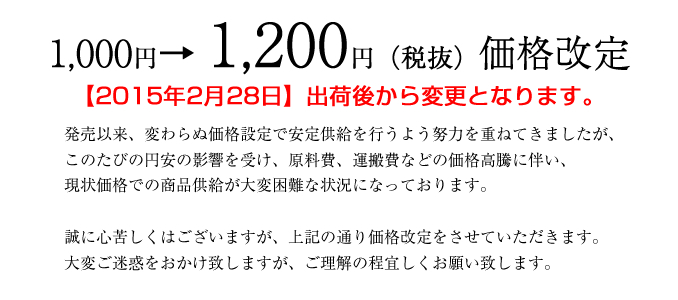 1,000円→ 1,200円（税抜）価格改定
【2015年2月28日】出荷後から変更となります。
発売以来、変わらぬ価格設定で安定供給を行うよう努力を重ねてきましたが、
このたびの円安の影響を受け、原料費、運搬費などの価格高騰に伴い、
現状価格での商品供給が大変困難な状況になっております。
誠に心苦しくはございますが、上記の通り価格改定をさせていただきます。
大変ご迷惑をおかけ致しますが、ご理解の程宜しくお願い致します。